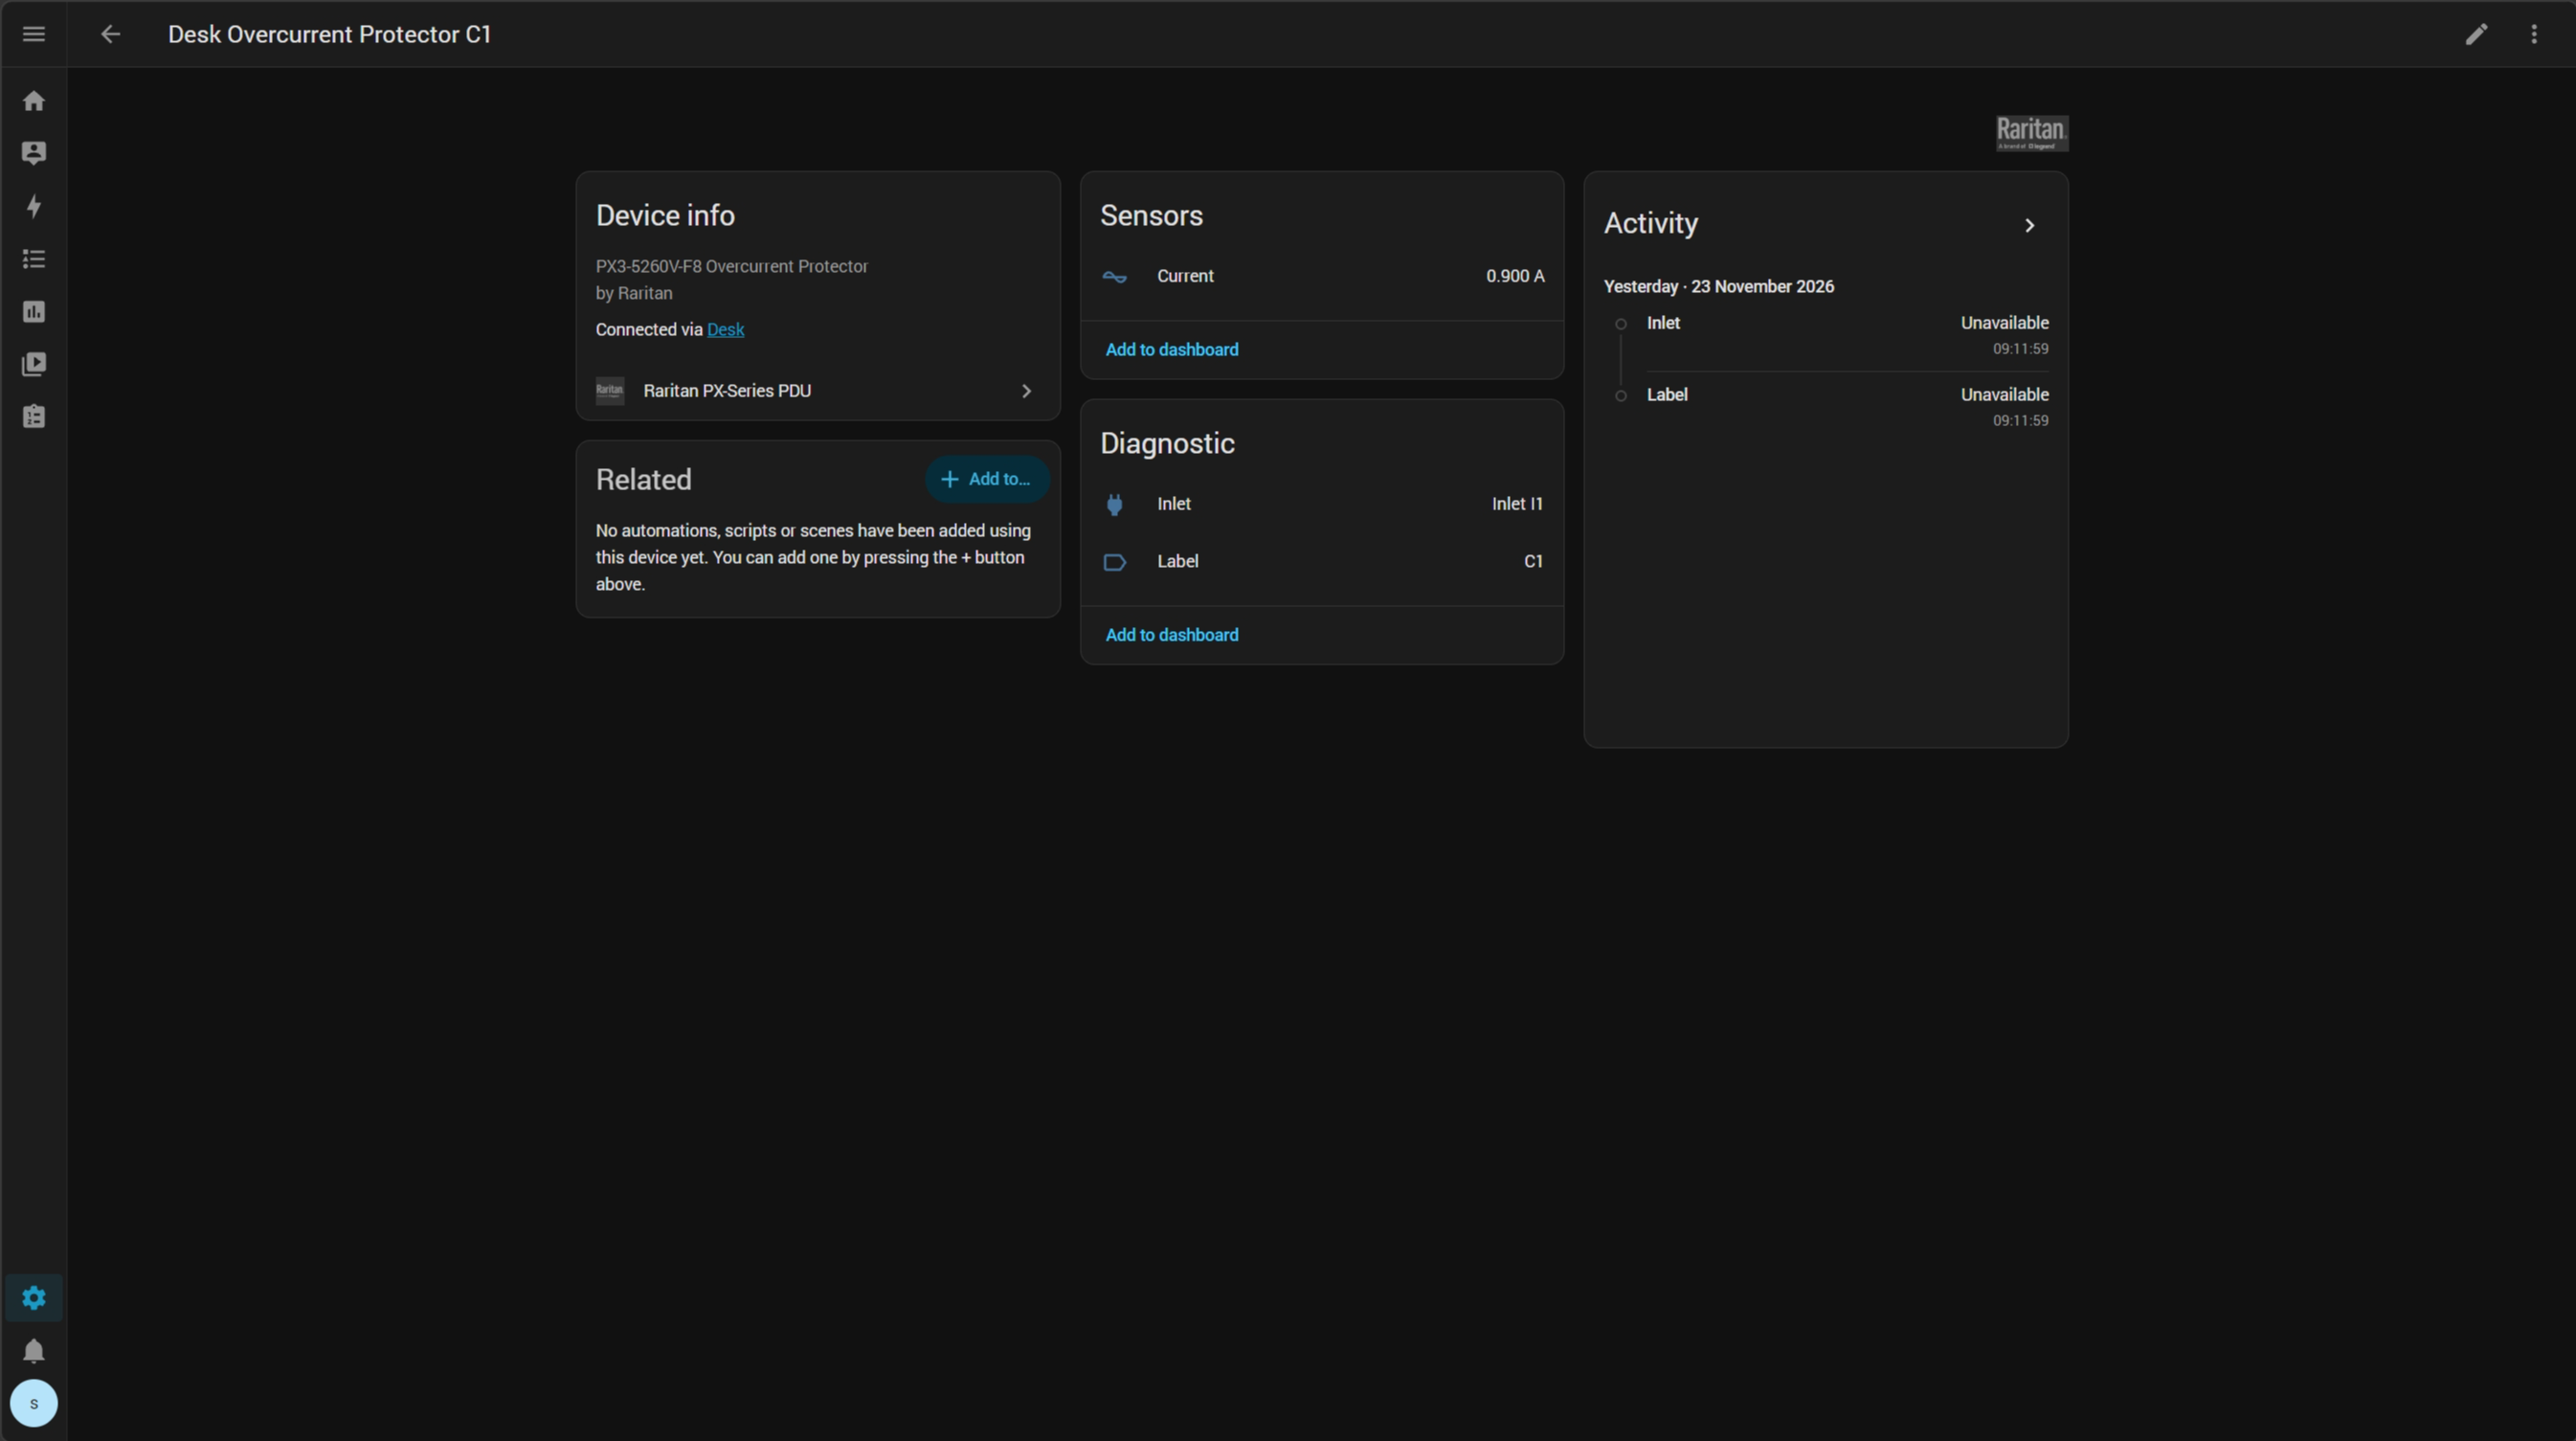 Desk Overcurrent Protector C1
Raritan.
A brand of legrand
Device info
PX3-5260V-F8 Overcurrent Protector
by Raritan
Connected via Desk
Raritan
Raritan PX-Series PDU
Related
Add to...
No automations, scripts or scenes have been added using
this device yet. You can add one by pressing the + button
above.
Sensors
Current 0.900 A
Add to dashboard
Diagnostic
Inlet Inlet I1
Label C1
Add to dashboard
Activity
Yesterday · 23 November 2026
Inlet Unavailable
09:11:59
Label Unavailable
09:11:59
S